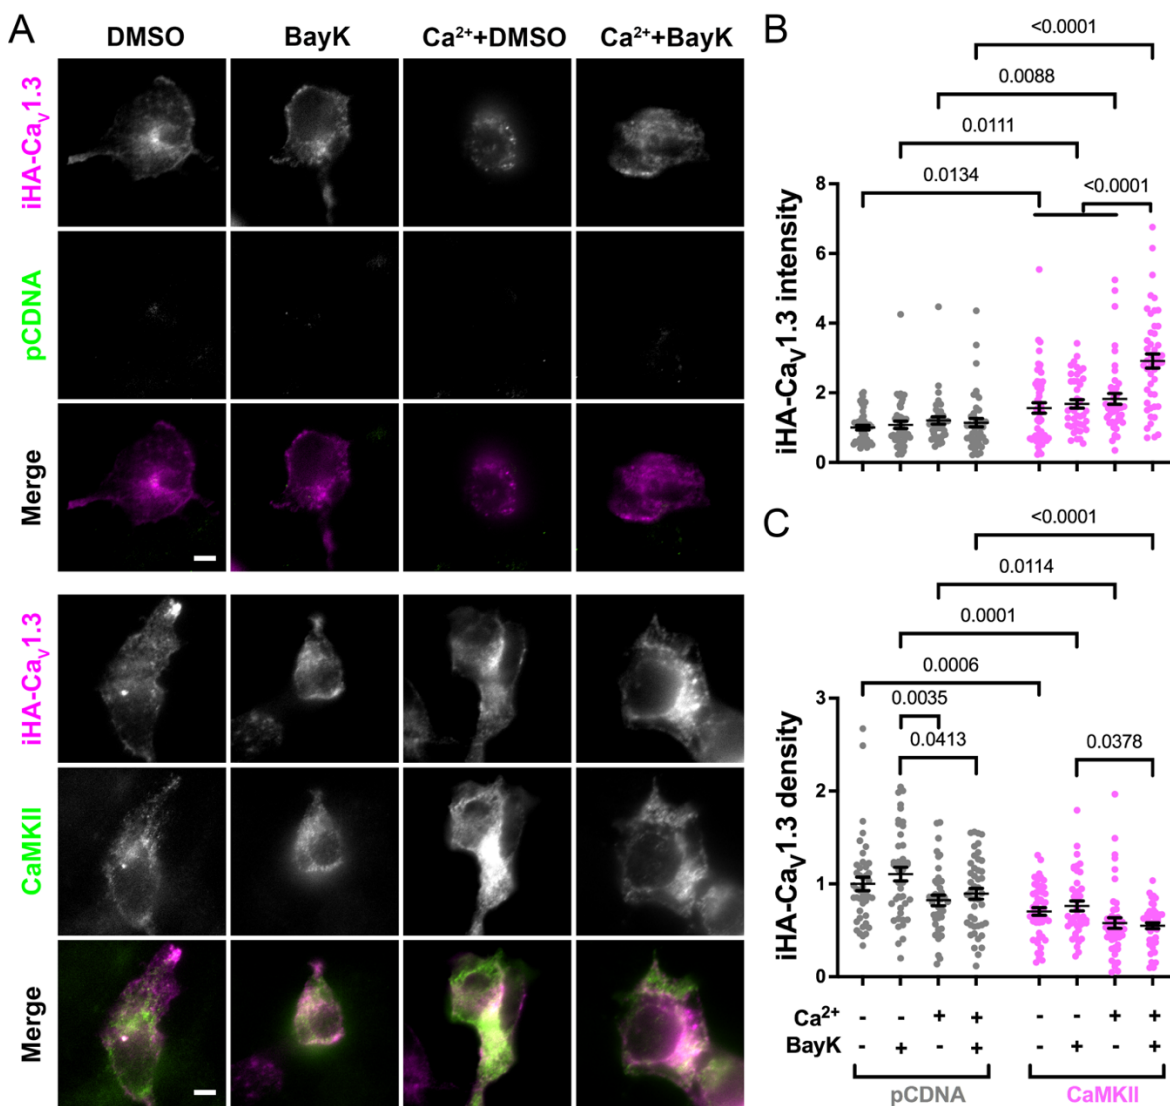 A
DMSO BayK Ca²⁺+DMSO Ca²⁺+BayK
iHA-CaV1.3
pCDNA
Merge
iHA-CaV1.3
CaMKII
Merge
B
<0.0001
0.0088
0.0111
0.0134 <0.0001
iHA-CaV1.3 intensity
8
6
4
2
0
C
<0.0001
0.0114
0.0001
0.0006
0.0035
0.0413 0.0378
iHA-CaV1.3 density
3
2
1
0
Ca²⁺ - - + + - - + +
BayK - + - + - + - +
pCDNA CaMKII